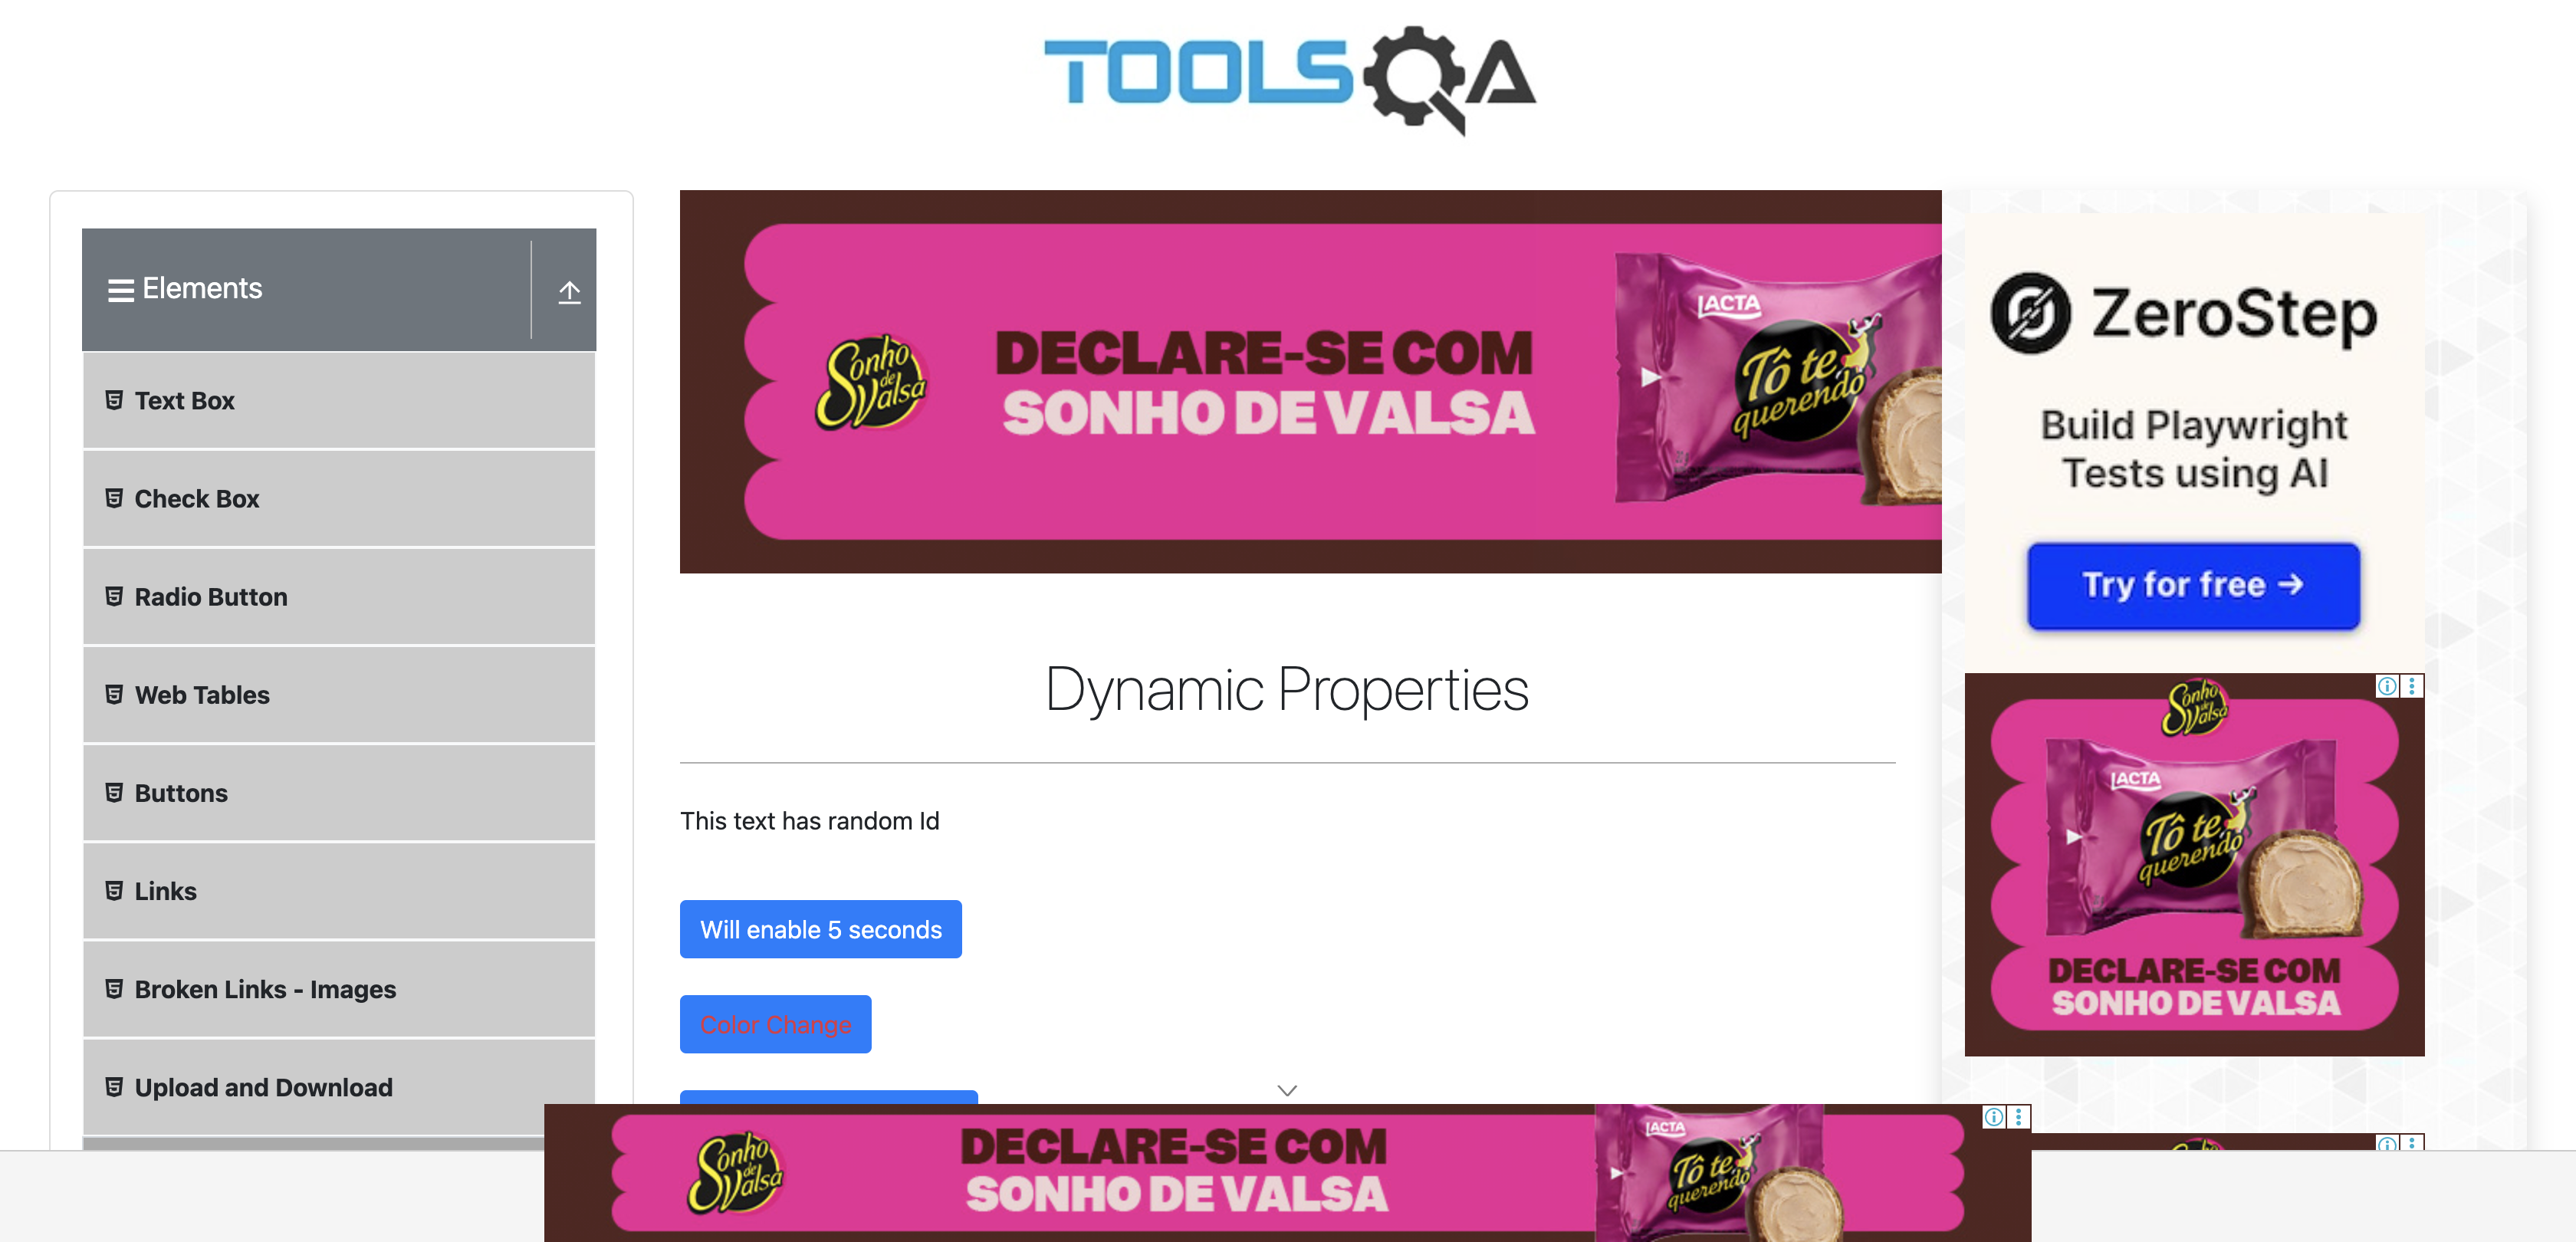 TOOLSQA
Elements
Text Box
Check Box
Radio Button
Web Tables
Buttons
Links
Broken Links - Images
Upload and Download
Sonho
de
Valsa
DECLARE-SE COM
SONHO DE VALSA
LACTA
Tô te
querendo
Dynamic Properties
This text has random Id
Will enable 5 seconds
Color Change
ZeroStep
Build Playwright
Tests using AI
Try for free →
Sonho
de
Valsa
LACTA
Tô te
querendo
DECLARE-SE COM
SONHO DE VALSA
Sonho
de
Valsa
DECLARE-SE COM
SONHO DE VALSA
LACTA
Tô te
querendo